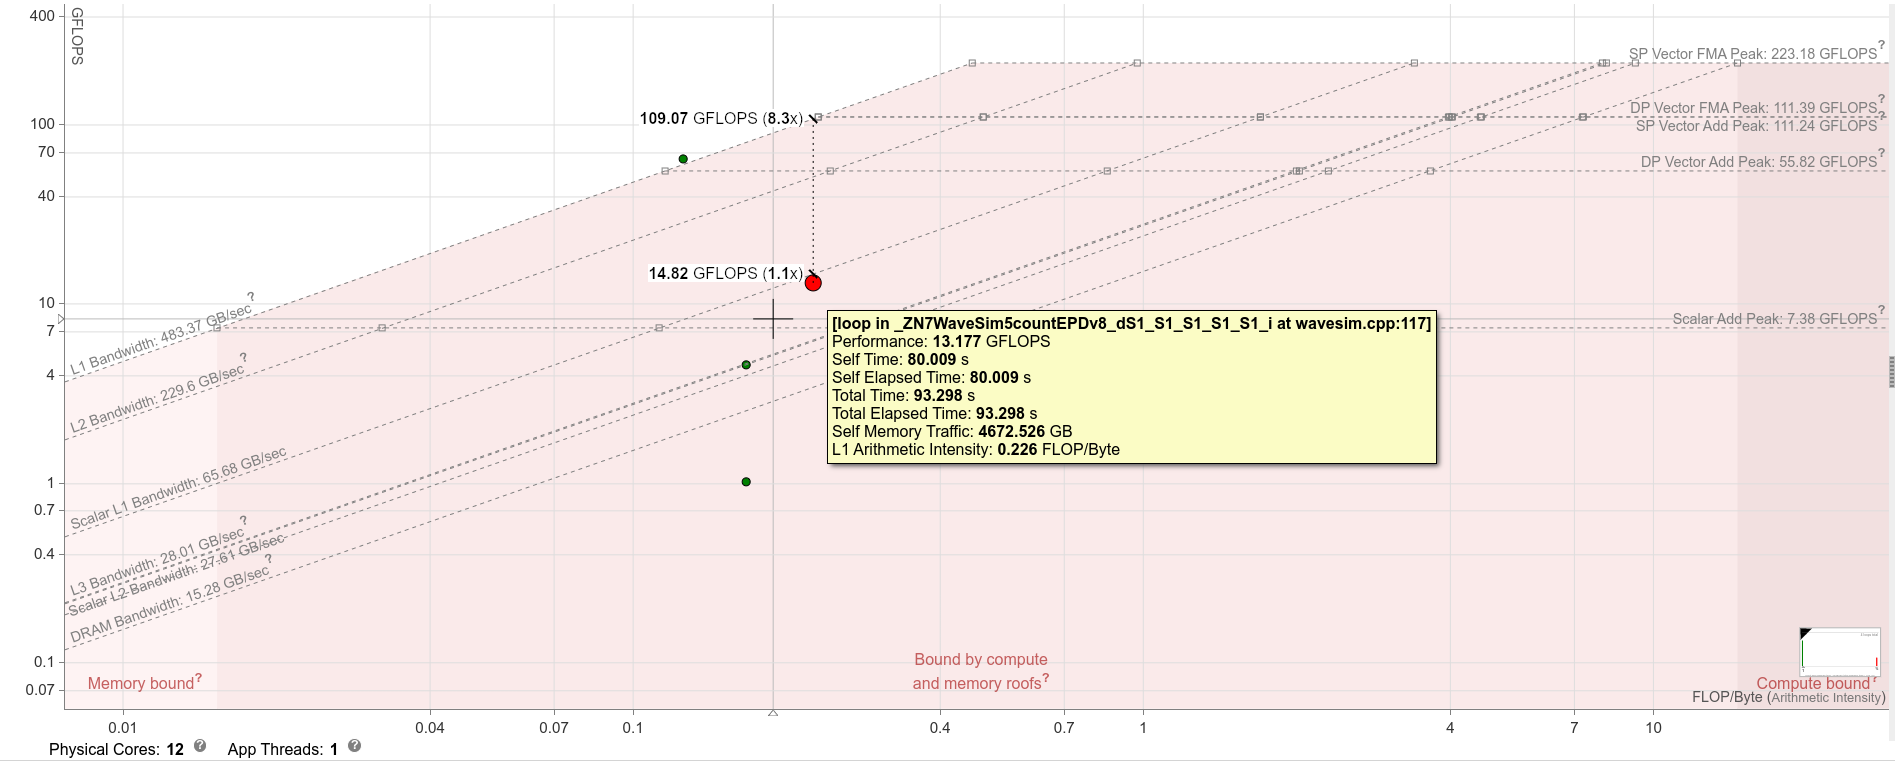 GFLOPS
400
100
70
40
10
7
4
1
0.7
0.4
0.1
0.07
SP Vector FMA Peak: 223.18 GFLOPS?
DP Vector FMA Peak: 111.39 GFLOPS?
SP Vector Add Peak: 111.24 GFLOPS?
DP Vector Add Peak: 55.82 GFLOPS?
Scalar Add Peak: 7.38 GFLOPS?
109.07 GFLOPS (8.3x)
14.82 GFLOPS (1.1x)
L1 Bandwidth: 483.37 GB/sec?
L2 Bandwidth: 229.6 GB/sec?
Scalar L1 Bandwidth: 65.68 GB/sec
L3 Bandwidth: 28.01 GB/sec?
Scalar L2 Bandwidth: 27.61 GB/sec
DRAM Bandwidth: 15.28 GB/sec?
[loop in _ZN7WaveSim5countEPDv8_dS1_S1_S1_S1_S1_i at wavesim.cpp:117]
Performance: 13.177 GFLOPS
Self Time: 80.009 s
Self Elapsed Time: 80.009 s
Total Time: 93.298 s
Total Elapsed Time: 93.298 s
Self Memory Traffic: 4672.526 GB
L1 Arithmetic Intensity: 0.226 FLOP/Byte
Memory bound?
Bound by compute
and memory roofs?
Compute bound?
FLOP/Byte (Arithmetic Intensity)
0.01
0.04
0.07
0.1
0.4
0.7
1
4
7
10
Physical Cores: 12 ?
App Threads: 1 ?